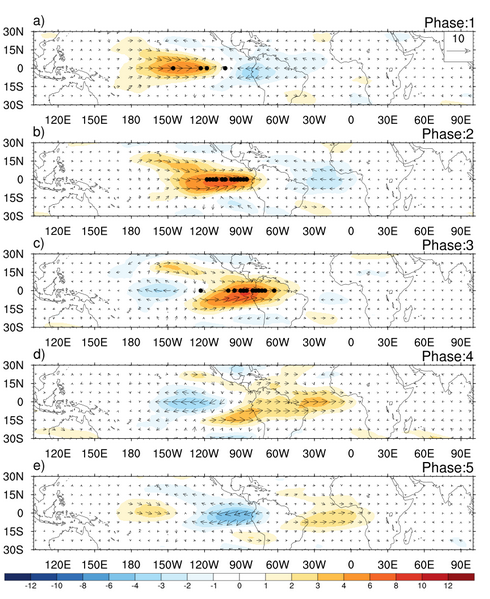 a) Phase:1
10
30N
15N
0
15S
30S
120E 150E 180 150W 120W 90W 60W 30W 0 30E 60E 90E
b) Phase:2
30N
15N
0
15S
30S
120E 150E 180 150W 120W 90W 60W 30W 0 30E 60E 90E
c) Phase:3
30N
15N
0
15S
30S
120E 150E 180 150W 120W 90W 60W 30W 0 30E 60E 90E
d) Phase:4
30N
15N
0
15S
30S
120E 150E 180 150W 120W 90W 60W 30W 0 30E 60E 90E
e) Phase:5
30N
15N
0
15S
30S
120E 150E 180 150W 120W 90W 60W 30W 0 30E 60E 90E
-12 -10 -8 -6 -4 -3 -2 -1 0 1 2 3 4 6 8 10 12